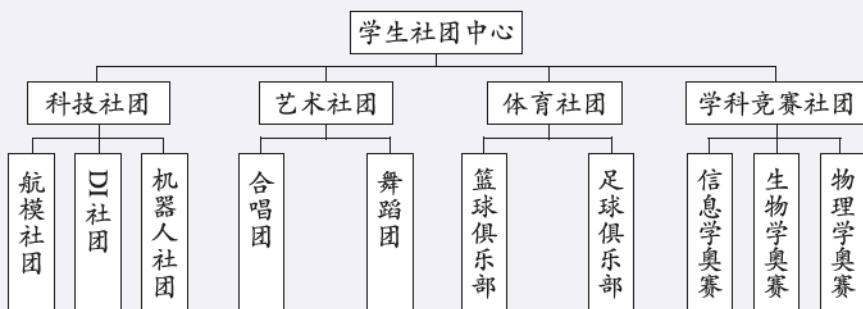 学生社团中心
科技社团
艺术社团
体育社团
学科竞赛社团
航模社团
DI社团
机器人社团
合唱团
舞蹈团
篮球俱乐部
足球俱乐部
信息学奥赛
生物学奥赛
物理学奥赛